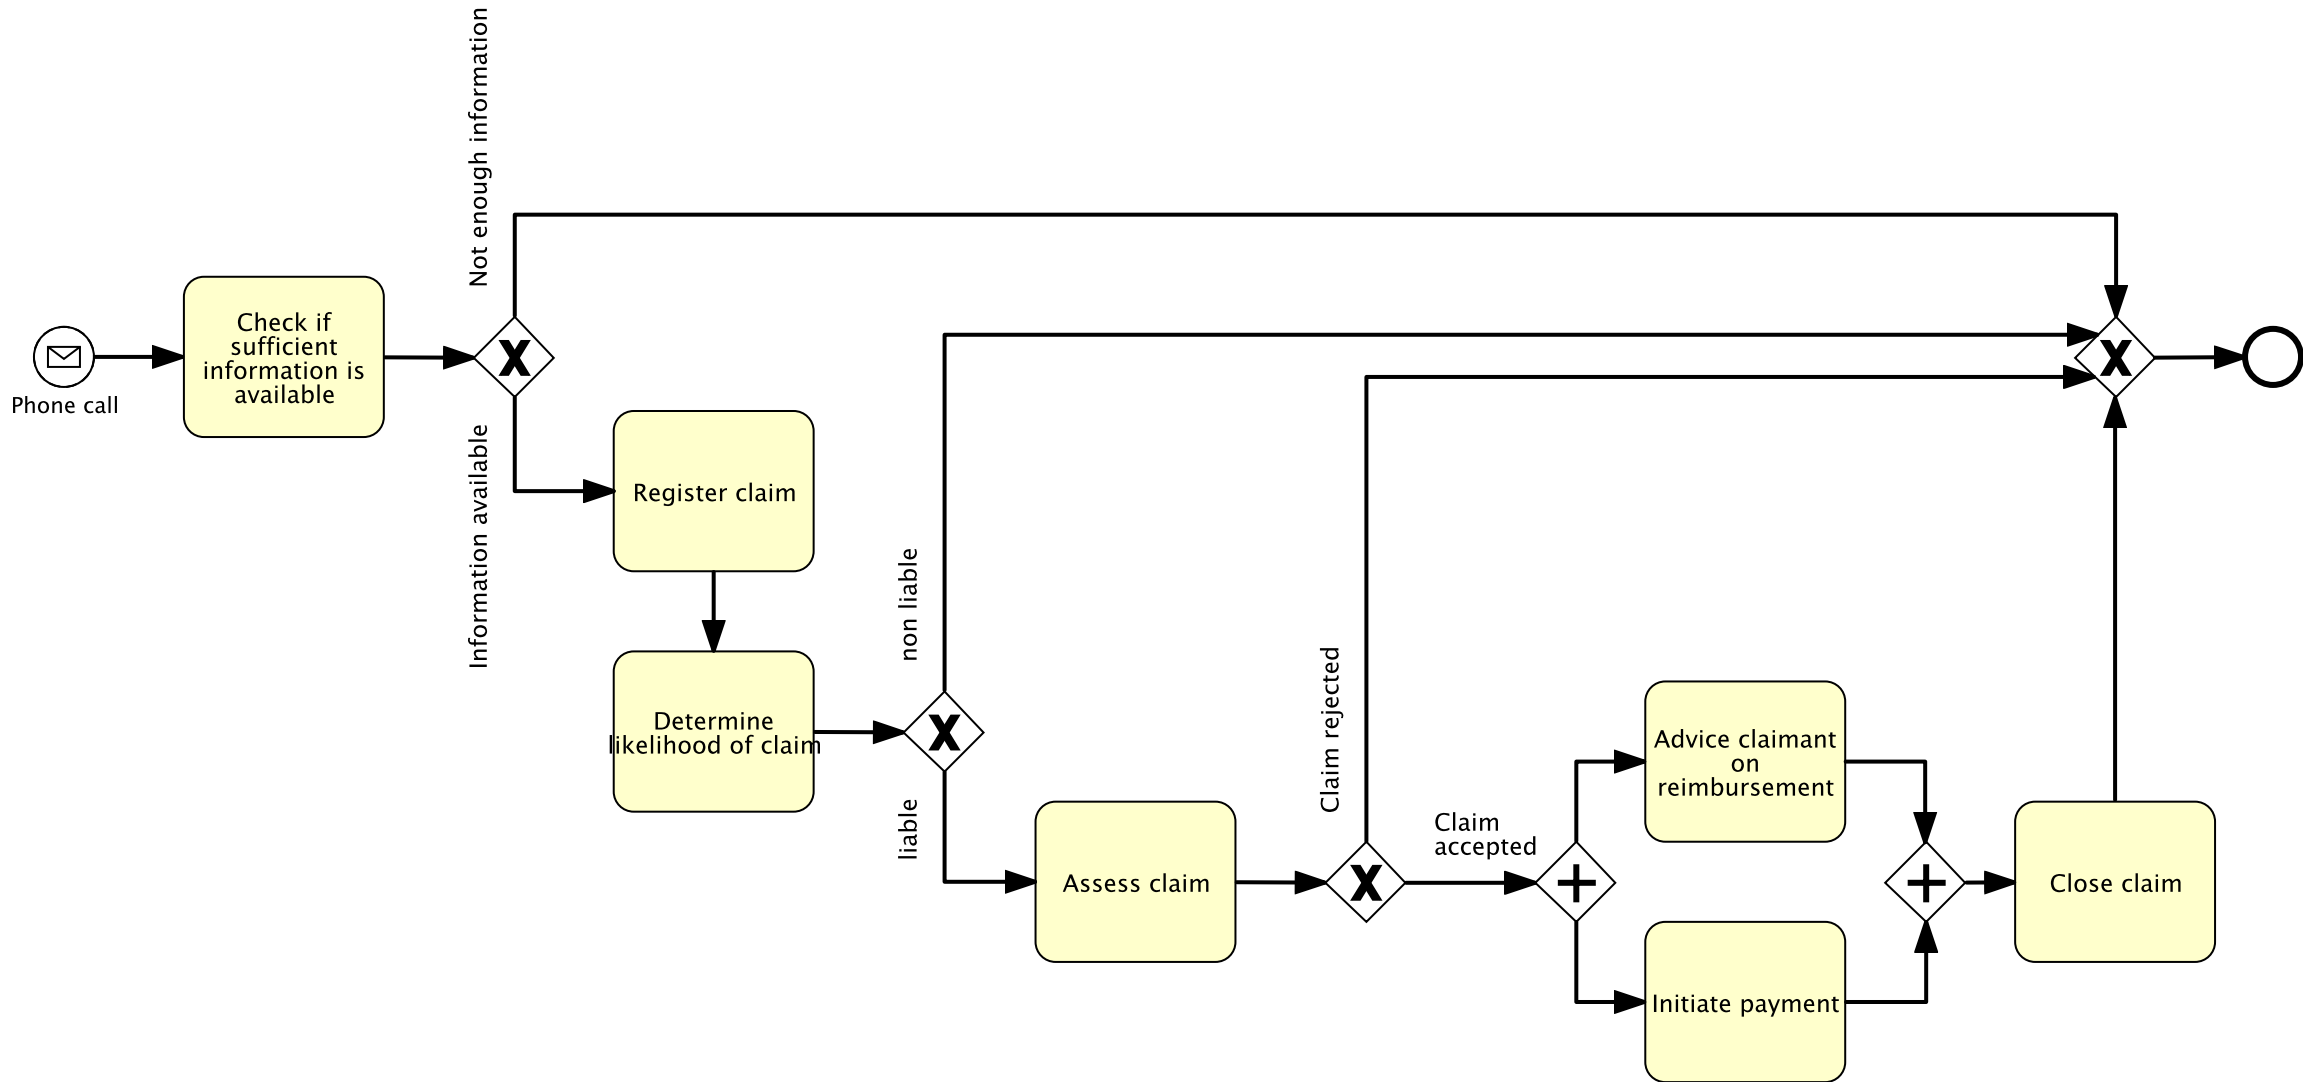 Phone call
Check if
sufficient
information is
available
Not enough information
Information available
Register claim
Determine
likelihood of claim
non liable
liable
Assess claim
Claim rejected
Claim
accepted
Advice claimant
on
reimbursement
Initiate payment
Close claim